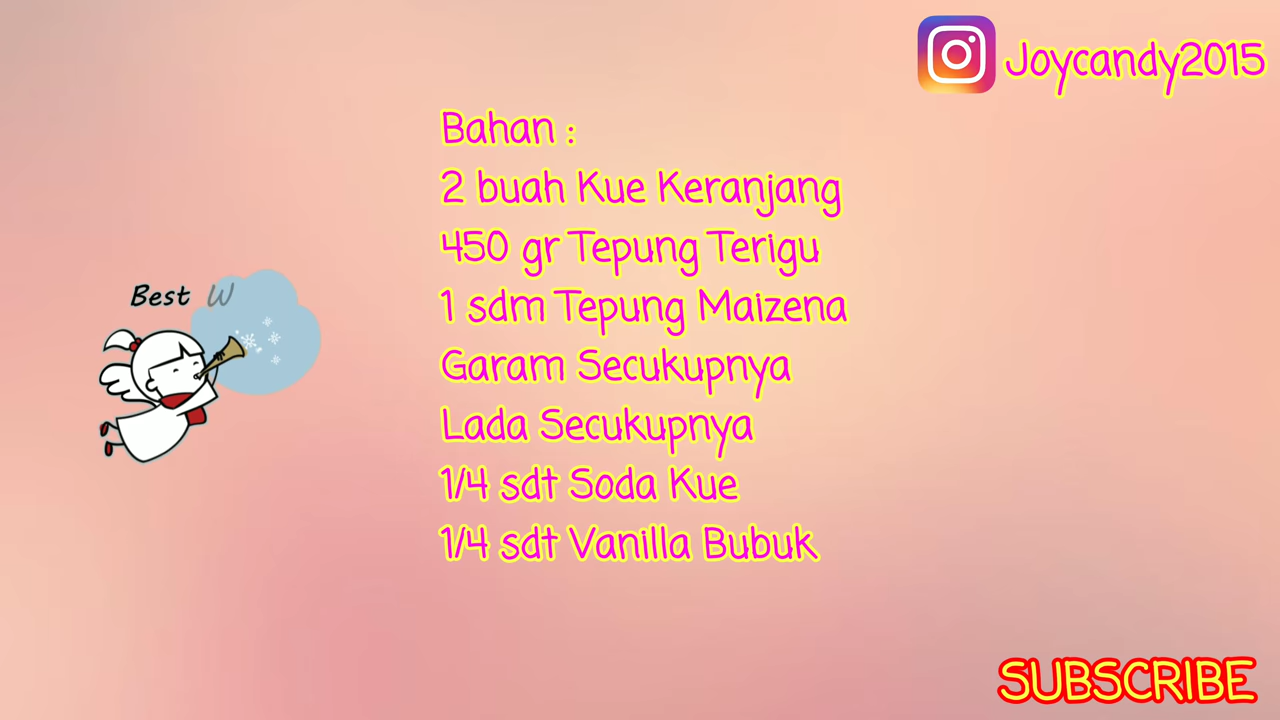 Joycandy2015
Bahan :
2 buah Kue Keranjang
450 gr Tepung Terigu
1 sdm Tepung Maizena
Garam Secukupnya
Lada Secukupnya
1/4 sdt Soda Kue
1/4 sdt Vanilla Bubuk
Best W
SUBSCRIBE